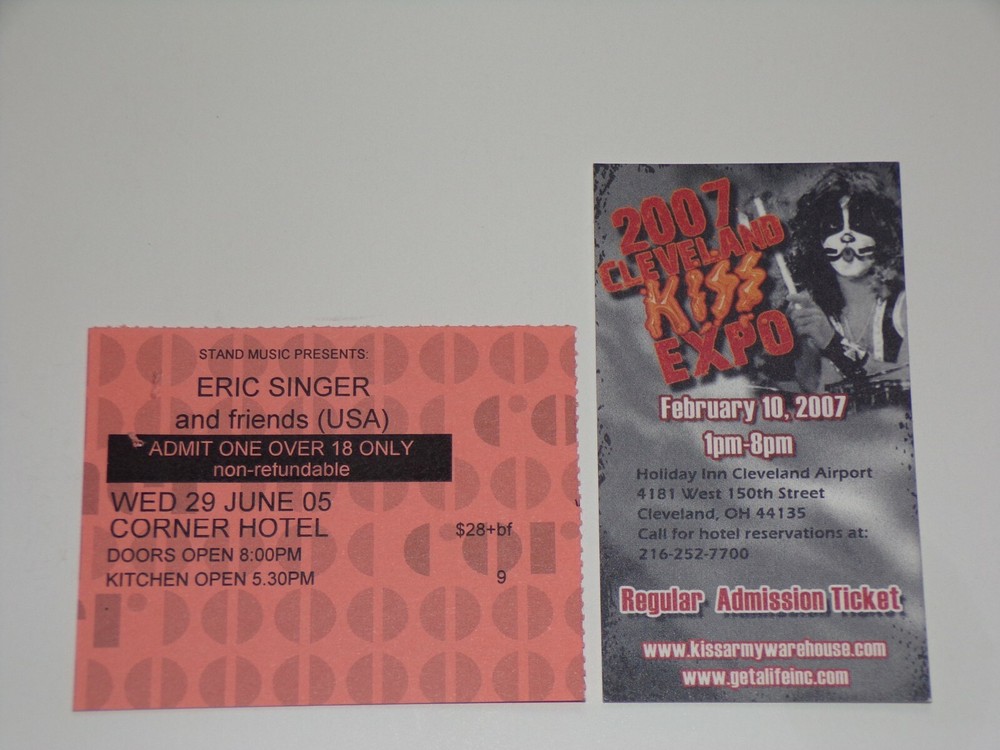 STAND MUSIC PRESENTS:
ERIC SINGER
and friends (USA)
ADMIT ONE OVER 18 ONLY
non-refundable
WED 29 JUNE 05
CORNER HOTEL
$28+bf
DOORS OPEN 8:00PM
KITCHEN OPEN 5.30PM
9
2007
CLEVELAND
KISS
EXPO
February 10, 2007
1pm-8pm
Holiday Inn Cleveland Airport
4181 West 150th Street
Cleveland, OH 44135
Call for hotel reservations at:
216-252-7700
Regular Admission Ticket
www.kissarmywarehouse.com
www.getalifeinc.com